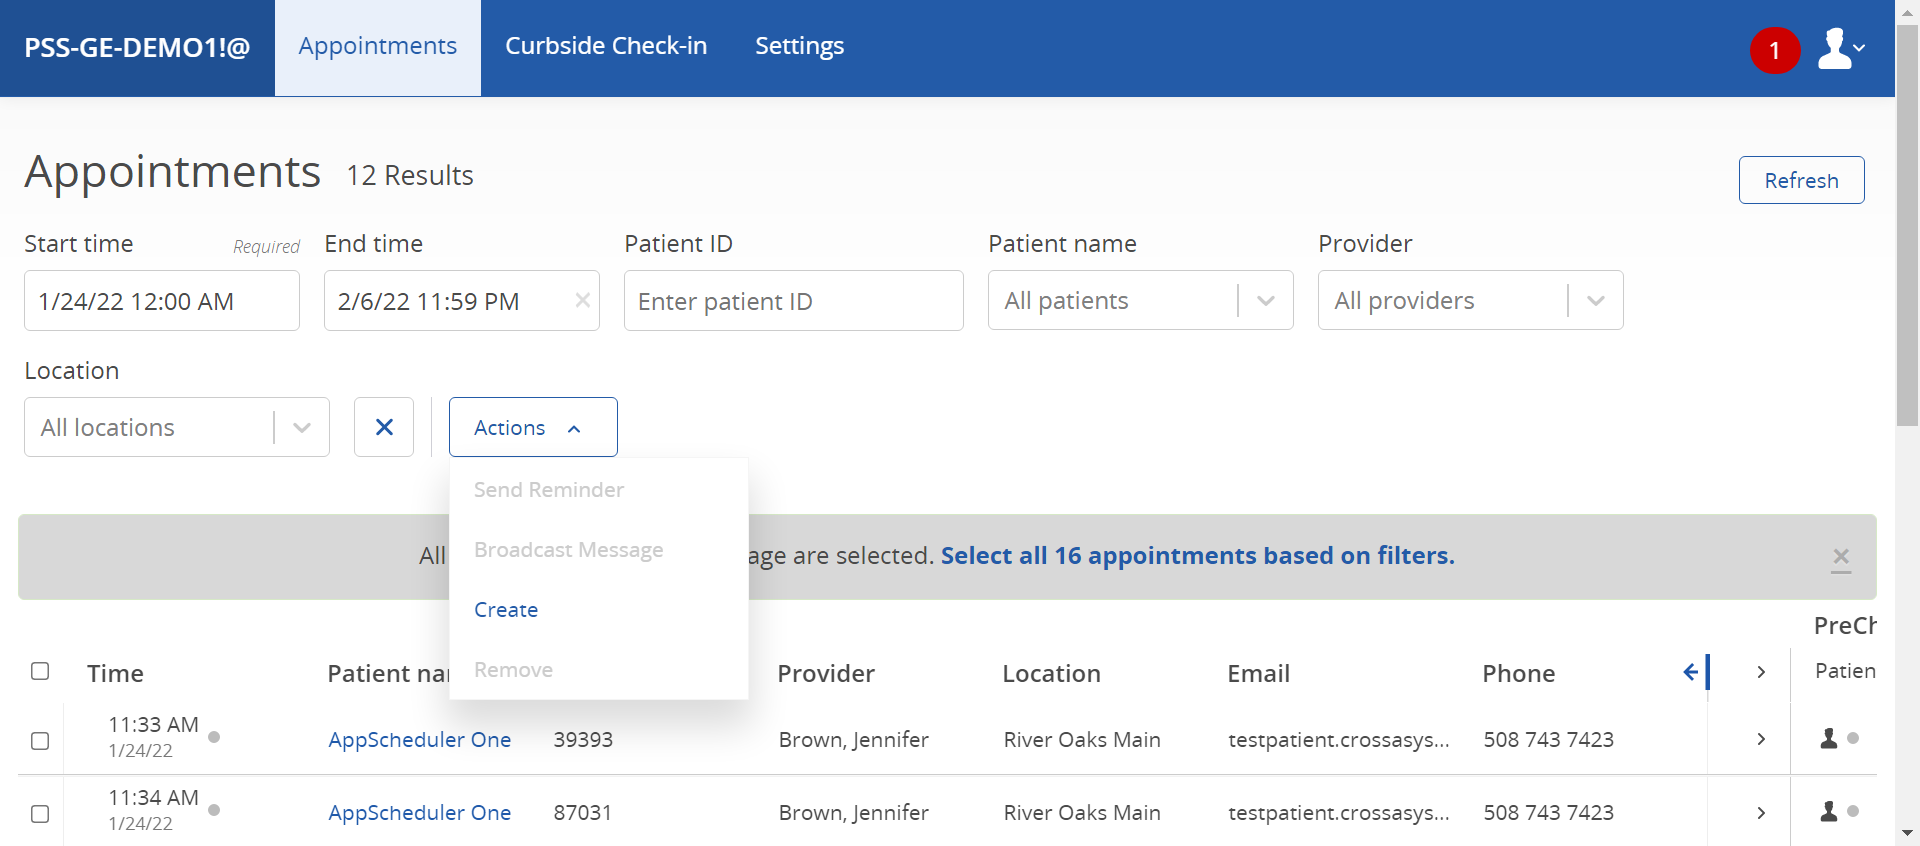 PSS-GE-DEMO1!@ Appointments Curbside Check-in Settings 1
Appointments 12 Results
Refresh
Start time Required End time Patient ID Patient name Provider
1/24/22 12:00 AM 2/6/22 11:59 PM Enter patient ID All patients All providers
Location
All locations Actions
Send Reminder
Broadcast Message
Create
Remove
All age are selected. Select all 16 appointments based on filters.
PreCh
Time Patient na Provider Location Email Phone Patien
11:33 AM
1/24/22
AppScheduler One 39393 Brown, Jennifer River Oaks Main testpatient.crossasys... 508 743 7423
11:34 AM
1/24/22
AppScheduler One 87031 Brown, Jennifer River Oaks Main testpatient.crossasys... 508 743 7423